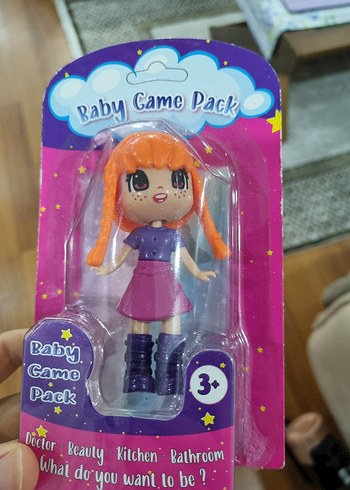 Baby Game Pack
Baby
Game
Pack
3+
Doctor Beauty Kitchen Bathroom
What do you want to be ?